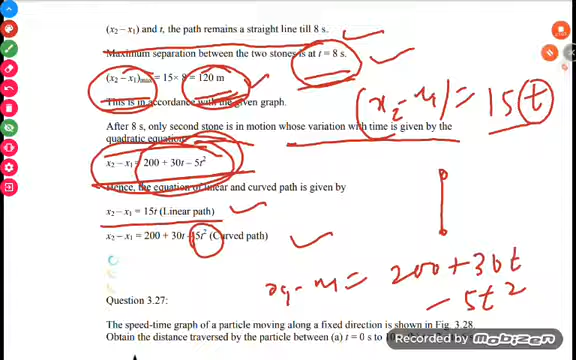 (x₂ – x₁) and t, the path remains a straight line till 8 s.
Maximum separation between the two stones is at t = 8 s.
(x₂ – x₁)max = 15 × 8 = 120 m
This is in accordance with the given graph.
(x₂ - x₁) = 15 t
After 8 s, only second stone is in motion whose variation with time is given by the
quadratic equation:
x₂ – x₁ = 200 + 30t – 5t²
Hence, the equation of linear and curved path is given by
x₂ – x₁ = 15t (Linear path)
x₂ – x₁ = 200 + 30t – 5t² (Curved path)
x₂ - x₁ = 200 + 30t
- 5t²
Question 3.27:
The speed-time graph of a particle moving along a fixed direction is shown in Fig. 3.28.
Obtain the distance traversed by the particle between (a) t = 0 s to
Recorded by
mobizen